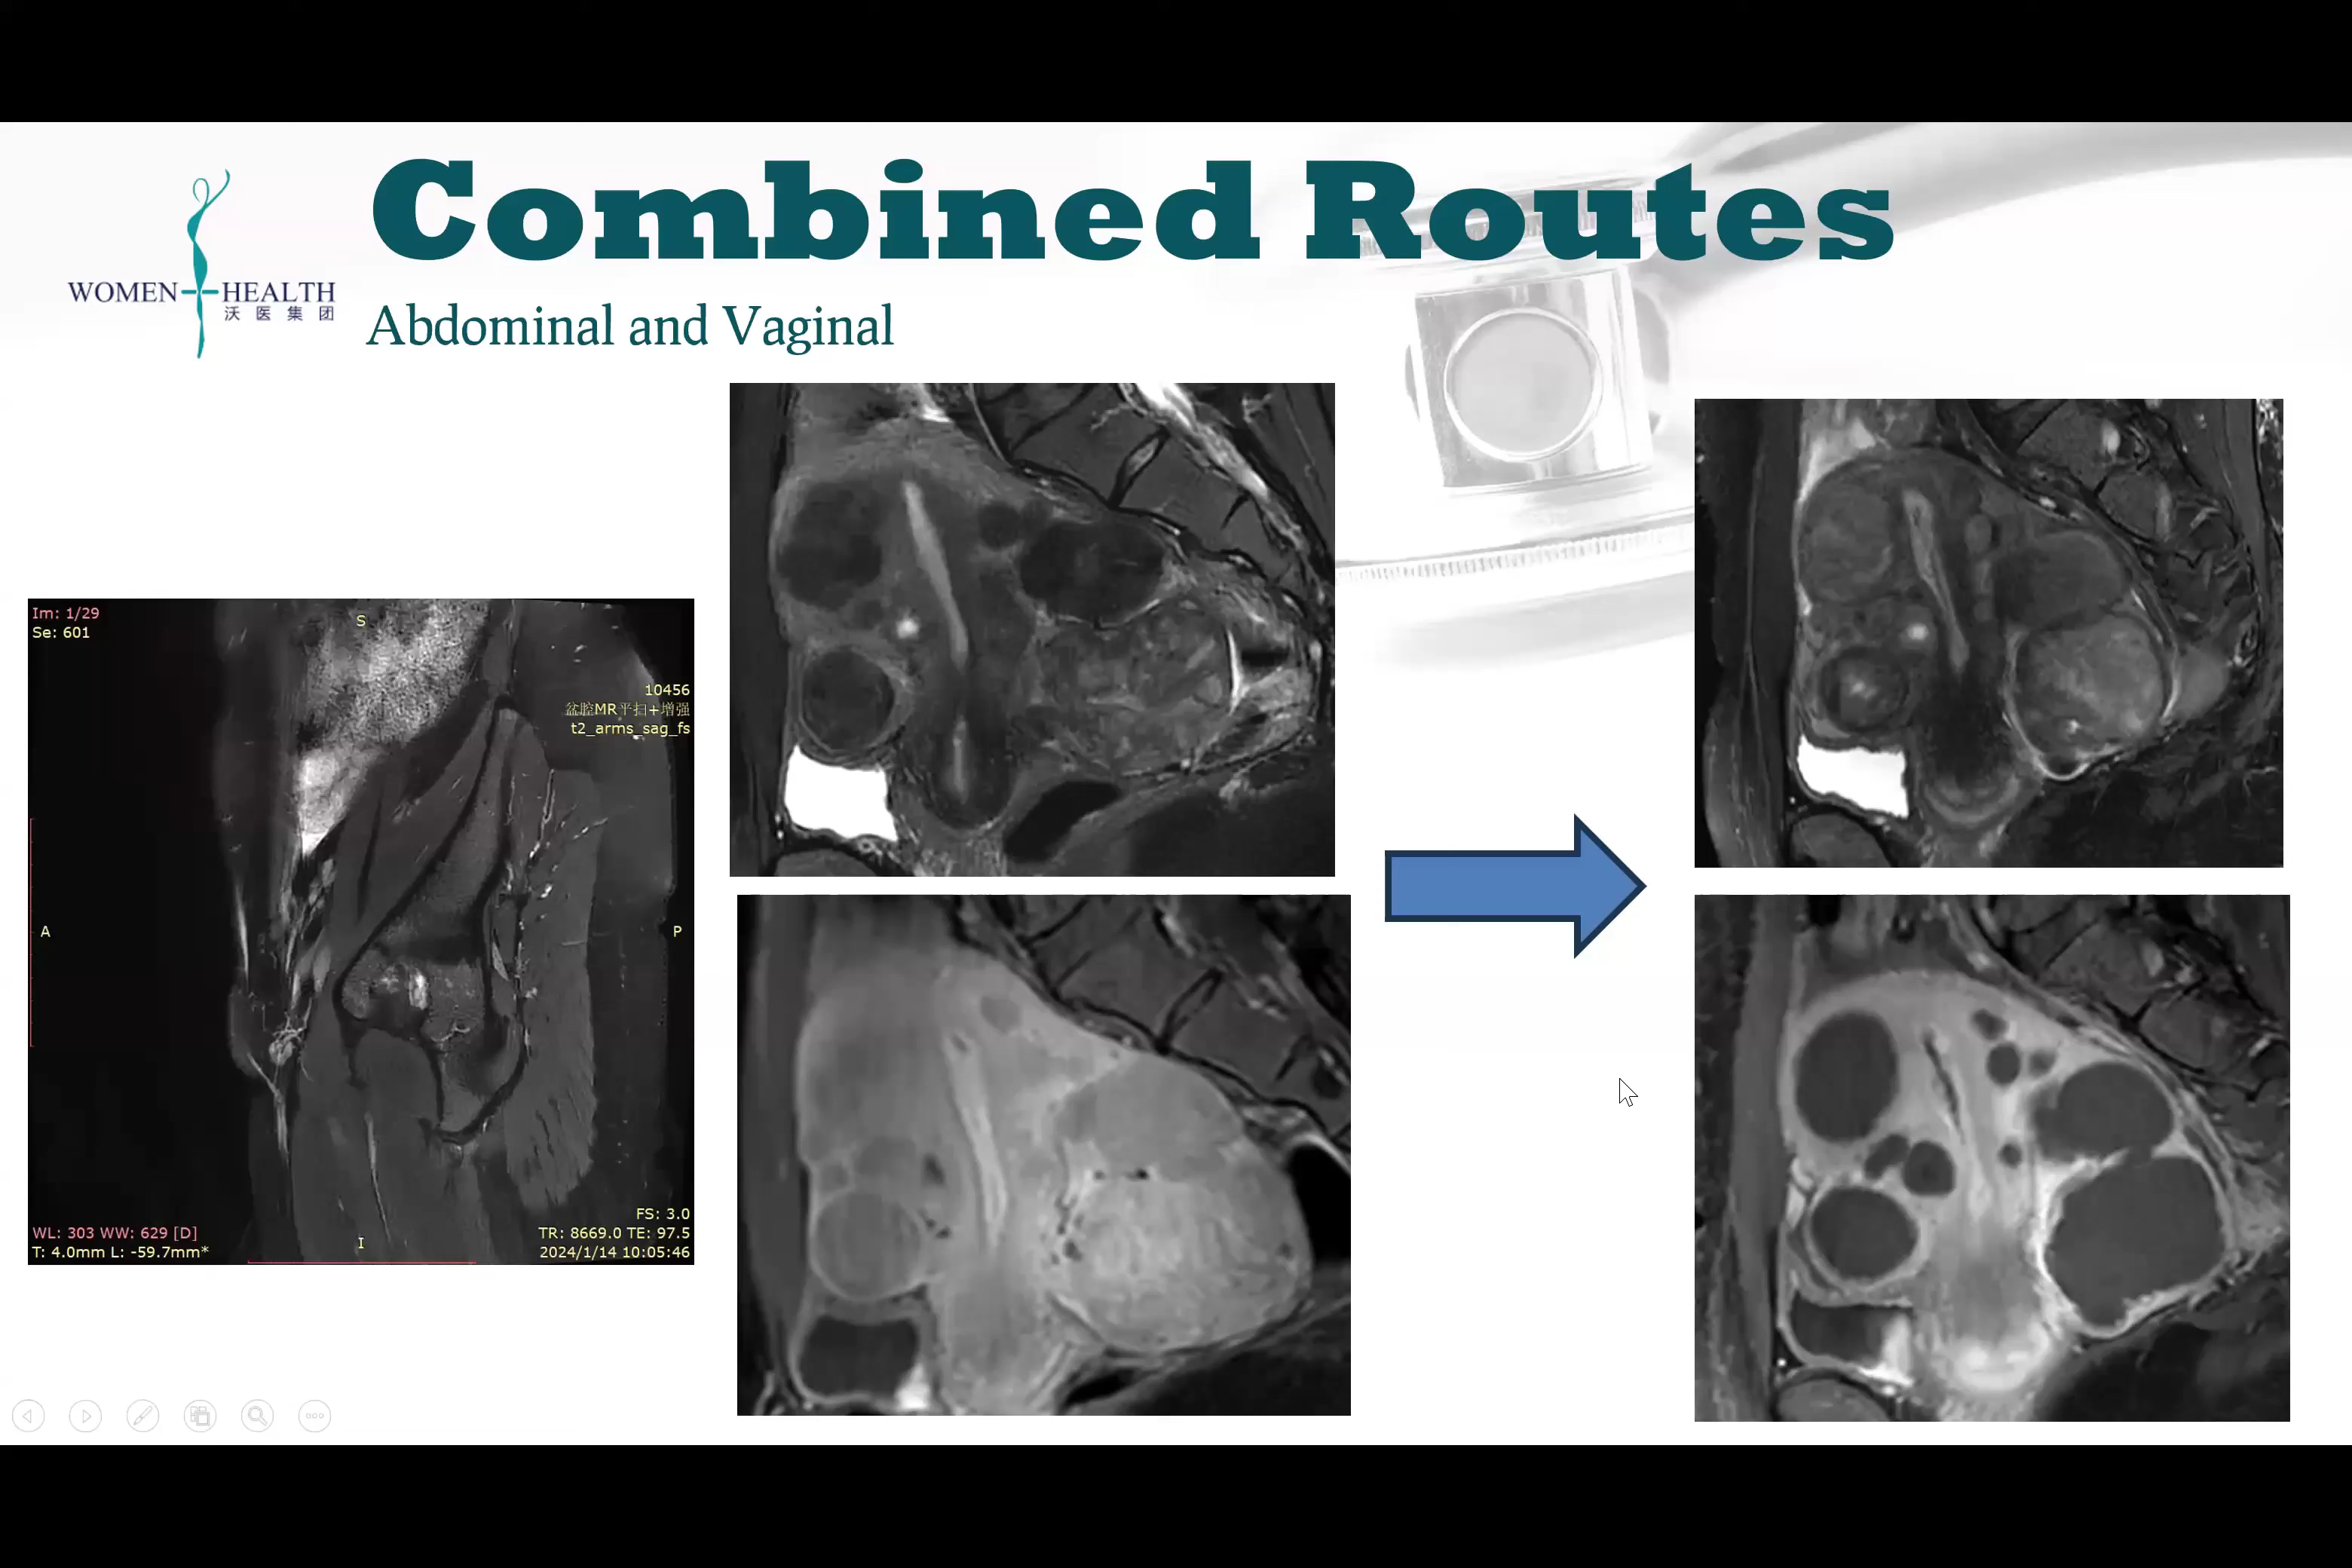 Combined Routes
WOMEN HEALTH
沃医集团
Abdominal and Vaginal
Im: 1/29
Se: 601
S
10456
盆腔MR平扫+增强
t2_arms_sag_fs
A
P
WL: 303 WW: 629 [D]
T: 4.0mm L: -59.7mm*
I
FS: 3.0
TR: 8669.0 TE: 97.5
2024/1/14 10:05:46